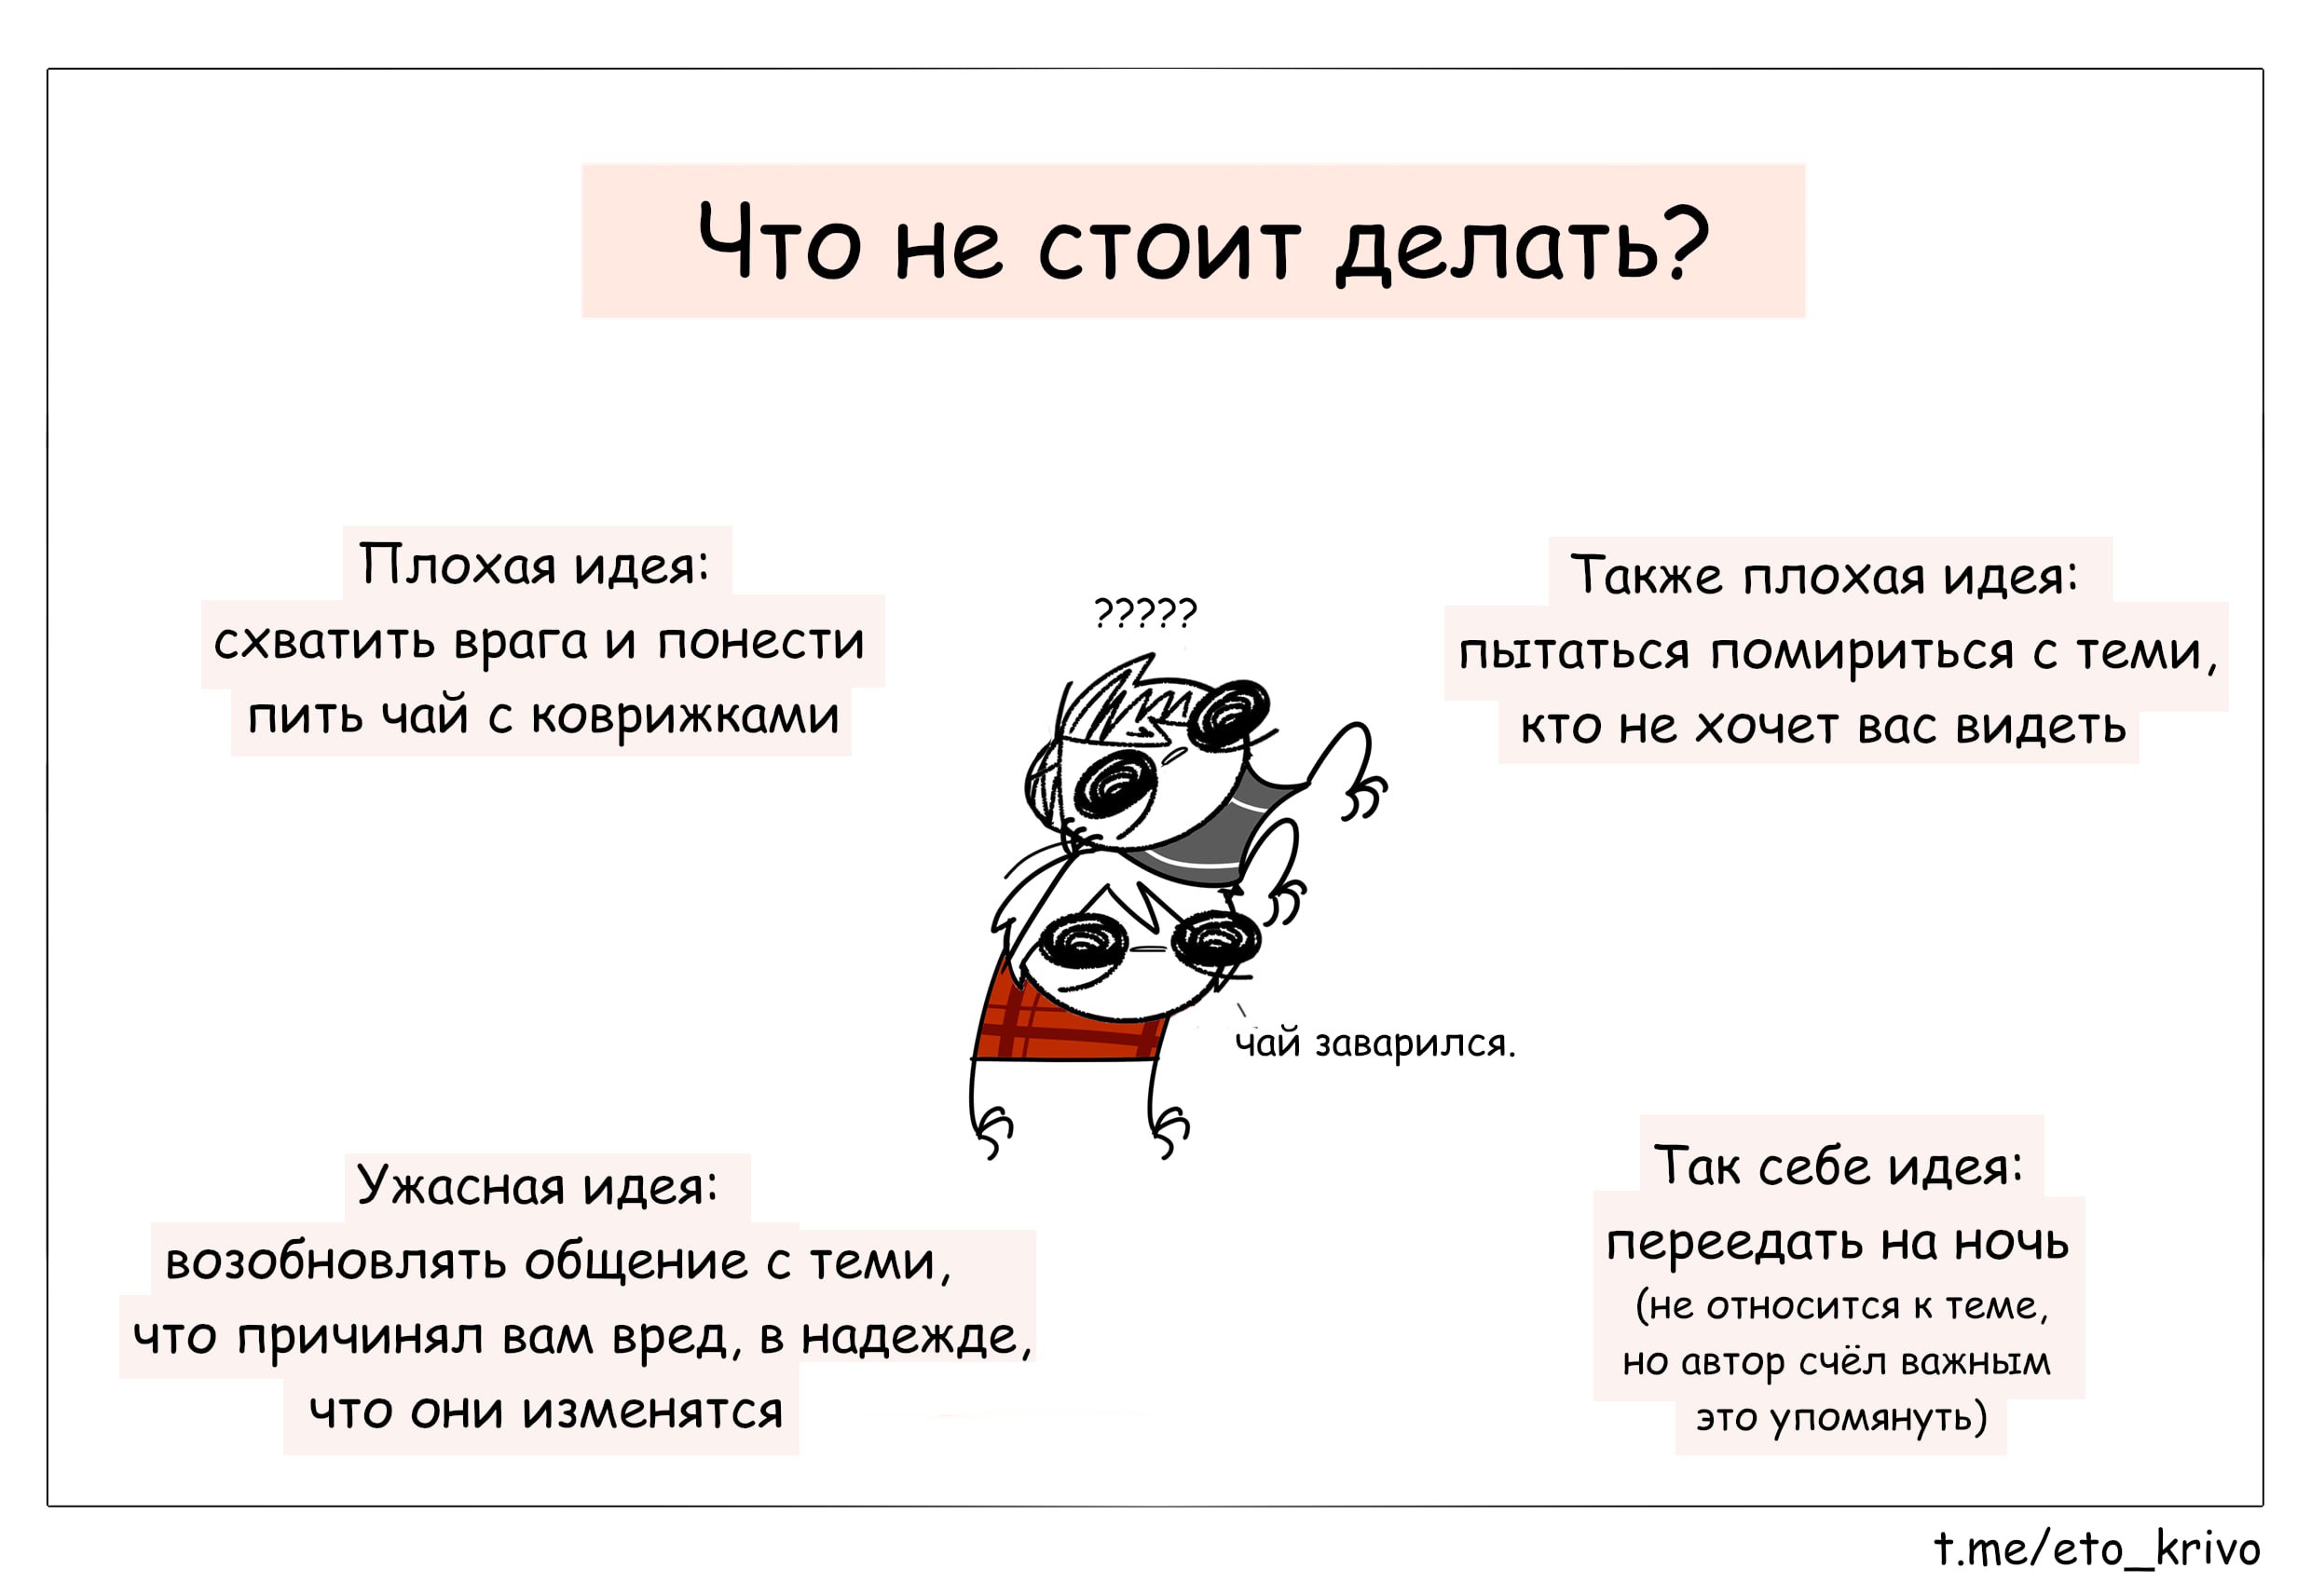 Что не стоит делать?
Плохая идея:
схватить врага и понести
пить чай с коврижками
Также плохая идея:
пытаться помириться с теми,
кто не хочет вас видеть
?????
чай заварился.
Ужасная идея:
возобновлять общение с теми,
что причинял вам вред, в надежде,
что они изменятся
Так себе идея:
переедать на ночь
(не относится к теме,
но автор счёл важным
это упомянуть)
t.me/eto_krivo